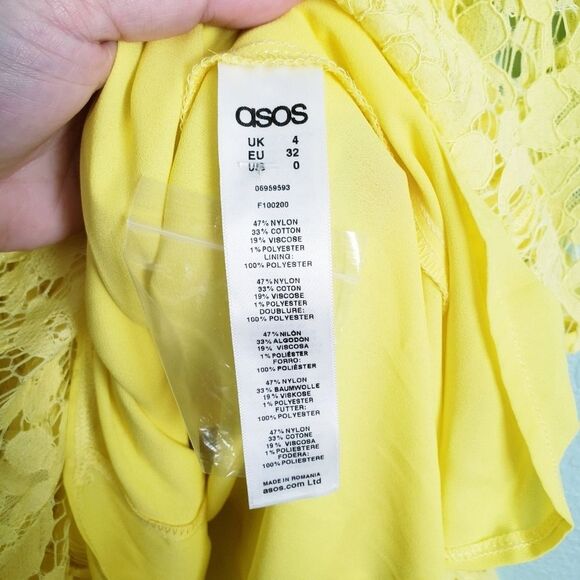 asos
UK 4
EU 32
US 0
06959593
F100200
47% NYLON
33% COTTON
19% VISCOSE
1% POLYESTER
LINING:
100% POLYESTER
47% NYLON
33% COTON
19% VISCOSE
1% POLYESTER
DOUBLURE:
100% POLYESTER
47% NILÓN
33% ALGODON
19% VISCOSA
1% POLIÉSTER
FORRO:
100% POLIÉSTER
47% NYLON
33% BAUMWOLLE
19% VISKOSE
1% POLYESTER
FUTTER:
100% POLYESTER
47% NYLON
33% COTONE
19% VISCOSA
1% POLIESTERE
FODERA:
100% POLIESTERE
MADE IN ROMANIA
asos.com Ltd